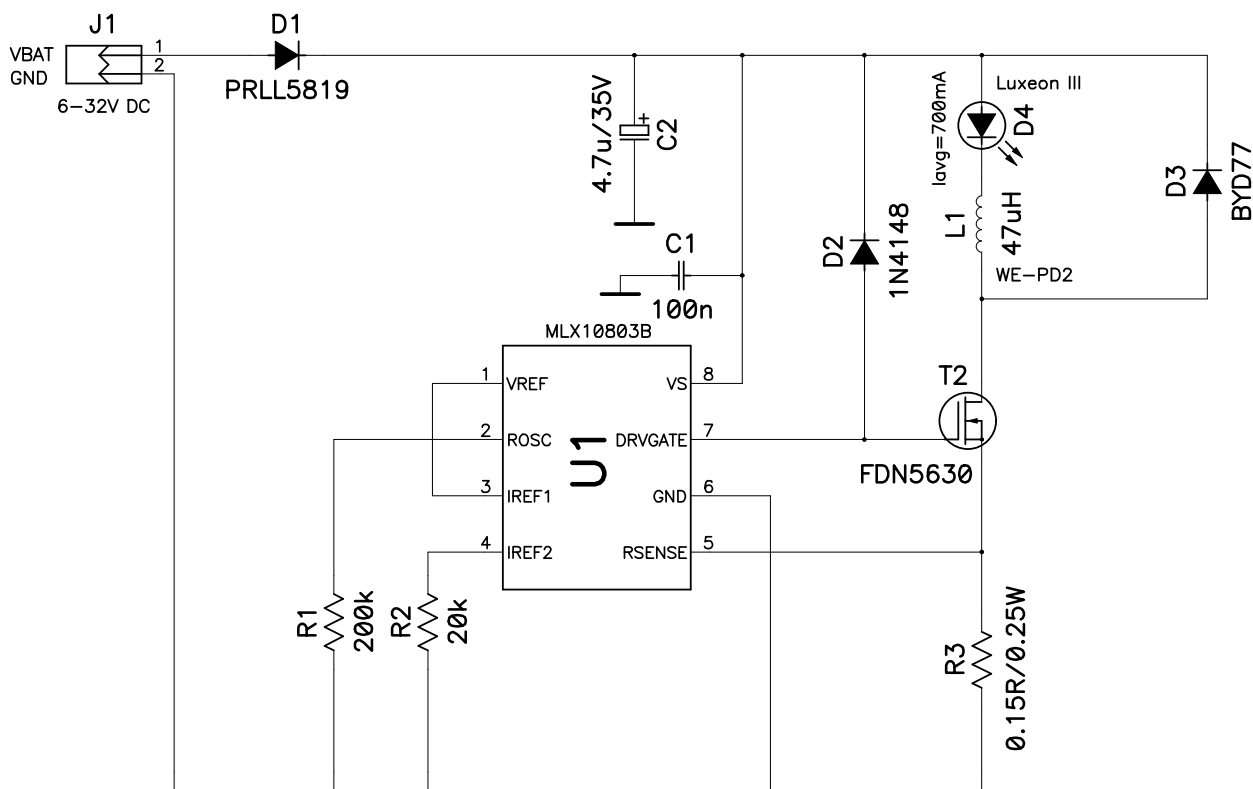 J1
D1
VBAT
GND
1
2
PRLL5819
6-32V DC
4.7u/35V
+
C2
Iavg=700mA
Luxeon III
D4
D3
BYD77
L1
47uH
WE-PD2
D2
1N4148
C1
100n
MLX10803B
1
VREF
VS
8
2
ROSC
U1
DRVGATE
7
3
IREF1
GND
6
4
IREF2
RSENSE
5
T2
FDN5630
R1
200k
R2
20k
R3
0.15R/0.25W